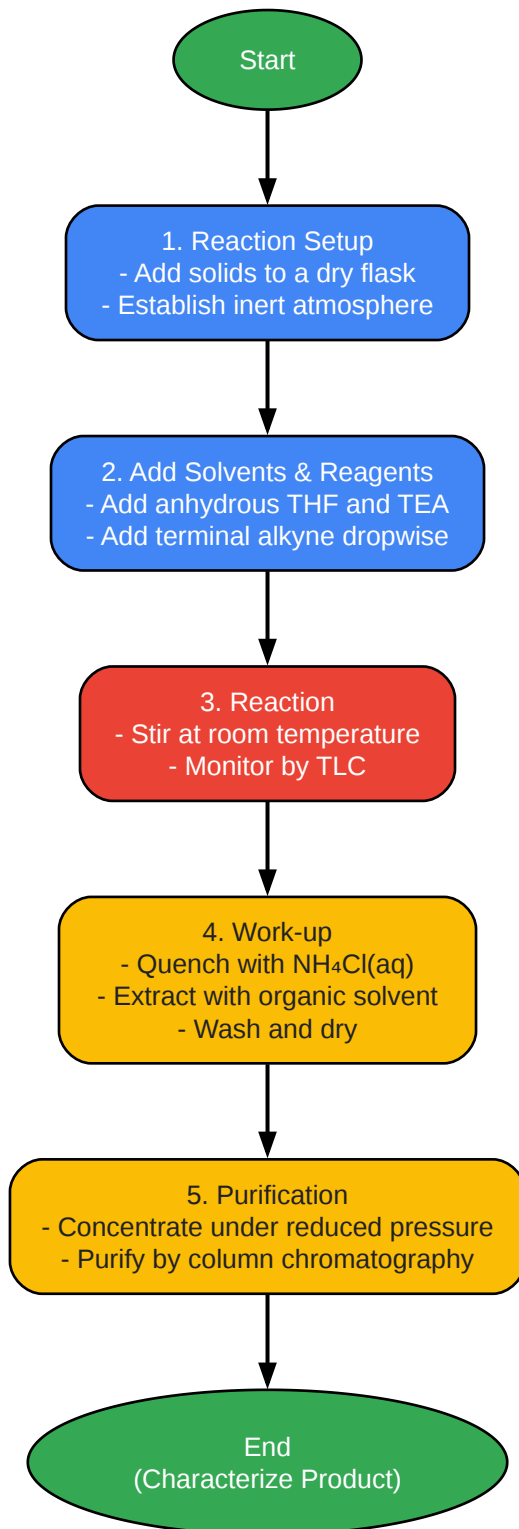 Start
1. Reaction Setup
- Add solids to a dry flask
- Establish inert atmosphere
2. Add Solvents & Reagents
- Add anhydrous THF and TEA
- Add terminal alkyne dropwise
3. Reaction
- Stir at room temperature
- Monitor by TLC
4. Work-up
- Quench with NH₄Cl(aq)
- Extract with organic solvent
- Wash and dry
5. Purification
- Concentrate under reduced pressure
- Purify by column chromatography
End
(Characterize Product)